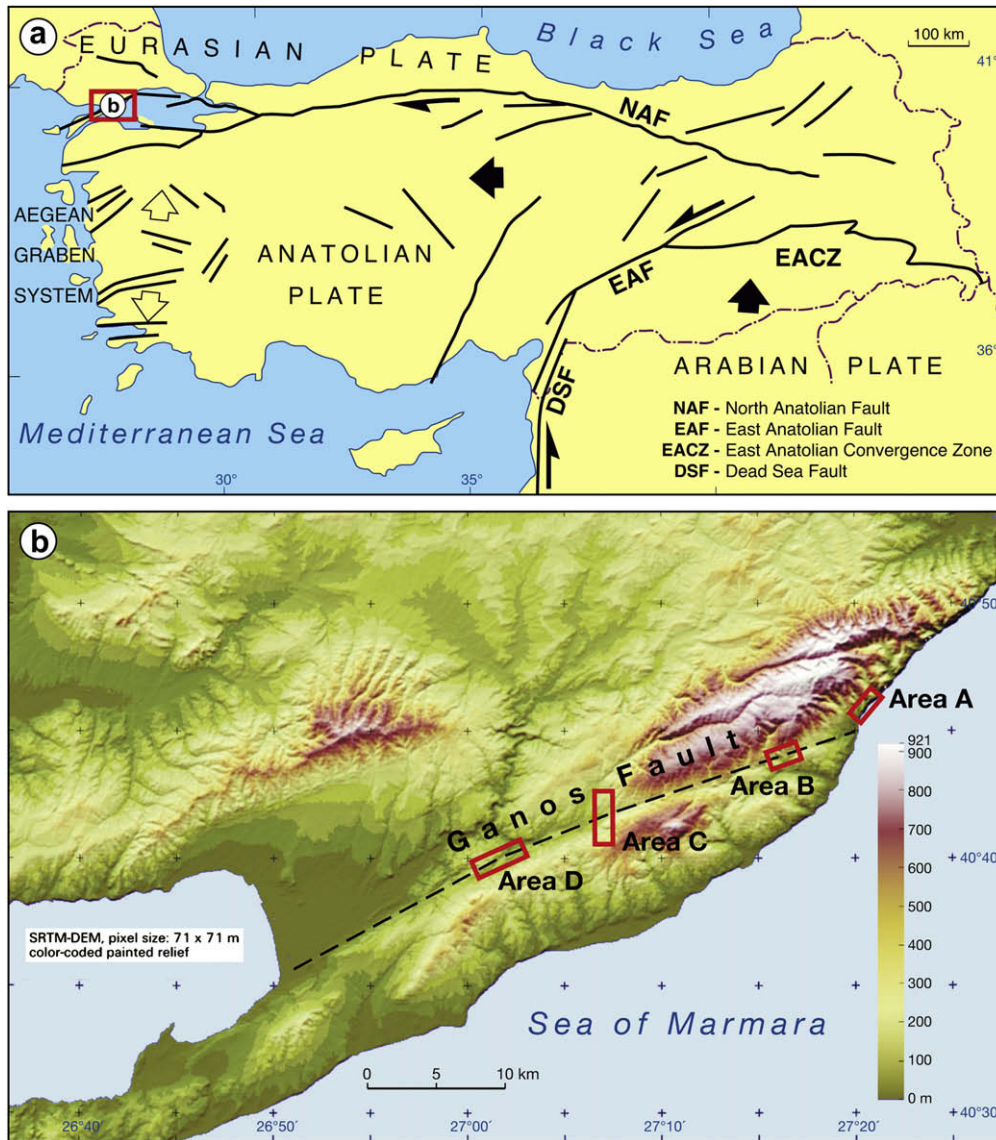 a
EURASIAN PLATE
Black Sea
100 km
41°
b
NAF
AEGEAN
GRABEN
SYSTEM
ANATOLIAN
PLATE
EAF
EACZ
36°
DSF
ARABIAN PLATE
Mediterranean Sea
NAF - North Anatolian Fault
EAF - East Anatolian Fault
EACZ - East Anatolian Convergence Zone
DSF - Dead Sea Fault
30°
35°
b
40°50
Area A
Ganos Fault
921
900
800
700
600
500
400
300
200
100
0 m
Area B
Area C
40°40
Area D
SRTM-DEM, pixel size: 71 x 71 m
color-coded painted relief
Sea of Marmara
0 5 10 km
40°30
26°40'
26°50'
27°00'
27°10'
27°20'